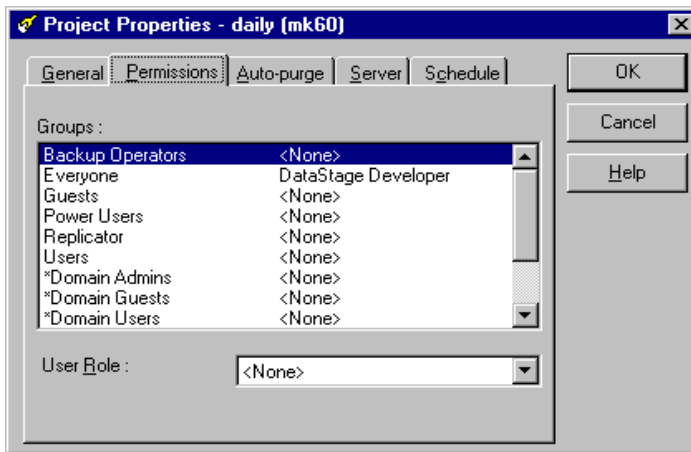 Project Properties - daily (mk60)
General Permissions Auto-purge Server Schedule
OK
Cancel
Help
Groups :
Backup Operators <None>
Everyone DataStage Developer
Guests <None>
Power Users <None>
Replicator <None>
Users <None>
*Domain Admins <None>
*Domain Guests <None>
*Domain Users <None>
User Role : <None>